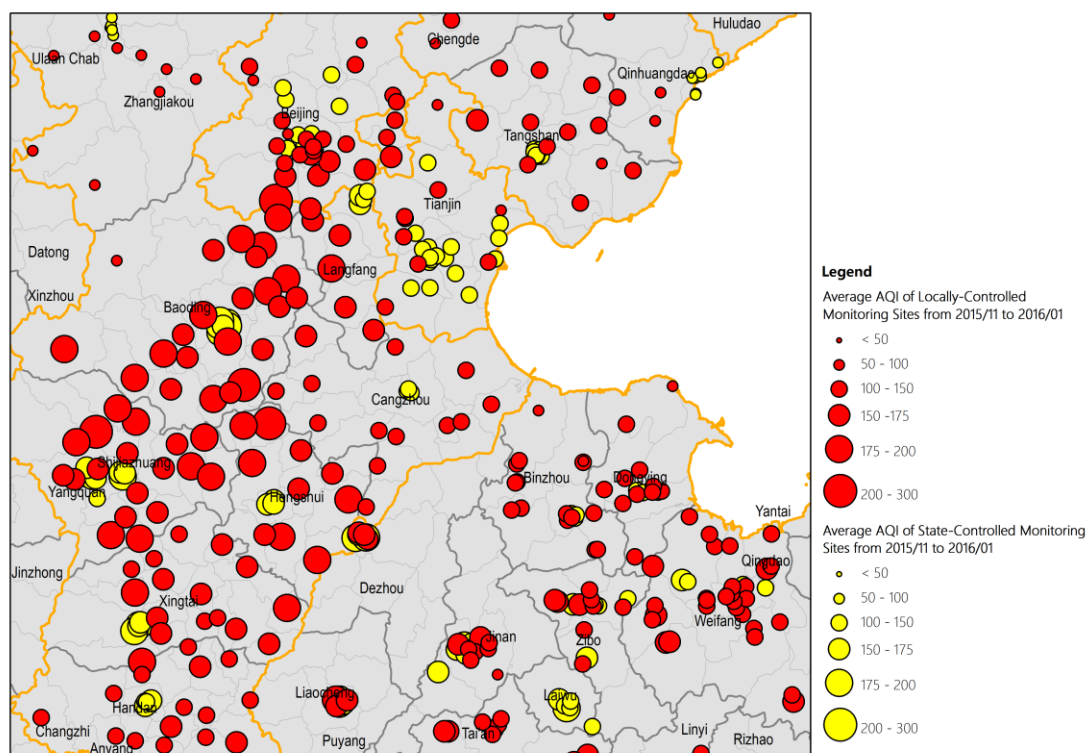 Huludao
Chengde
Ulaan Chab
Qinhuangdao
Zhangjiakou
Beijing
Tangshan
Tianjin
Datong
Langfang
Xinzhou
Baoding
Cangzhou
Shijiazhuang
Binzhou
Dongying
Yangquan
Hengshui
Yantai
Qingdao
Jinzhong
Dezhou
Xingtai
Weifang
Jinan
Zibo
Liaocheng
Laiwu
Handan
Changzhi
Tai'an
Linyi
Puyang
Rizhao
Anyang
Legend
Average AQI of Locally-Controlled
Monitoring Sites from 2015/11 to 2016/01
< 50
50 - 100
100 - 150
150 -175
175 - 200
200 - 300
Average AQI of State-Controlled Monitoring
Sites from 2015/11 to 2016/01
< 50
50 - 100
100 - 150
150 - 175
175 - 200
200 - 300